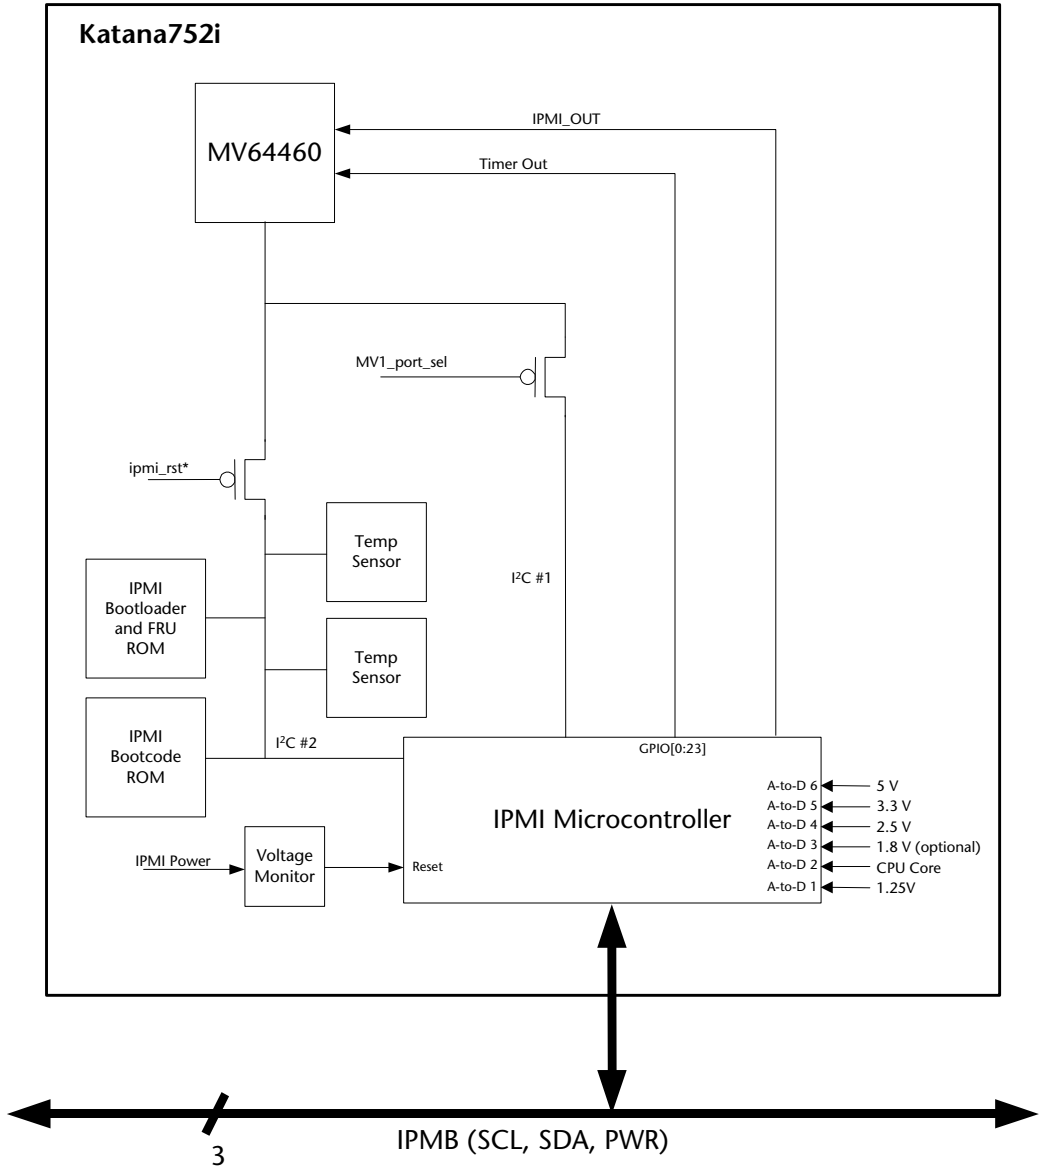 Katana752i
IPMI_OUT
MV64460
Timer Out
MV1_port_sel
ipmi_rst*
Temp
Sensor
I²C #1
IPMI
Bootloader
and FRU
ROM
Temp
Sensor
IPMI
Bootcode
ROM
I²C #2
GPIO[0:23]
IPMI Microcontroller
A-to-D 6
5 V
A-to-D 5
3.3 V
A-to-D 4
2.5 V
A-to-D 3
1.8 V (optional)
A-to-D 2
CPU Core
A-to-D 1
1.25V
IPMI Power
Voltage
Monitor
Reset
3
IPMB (SCL, SDA, PWR)